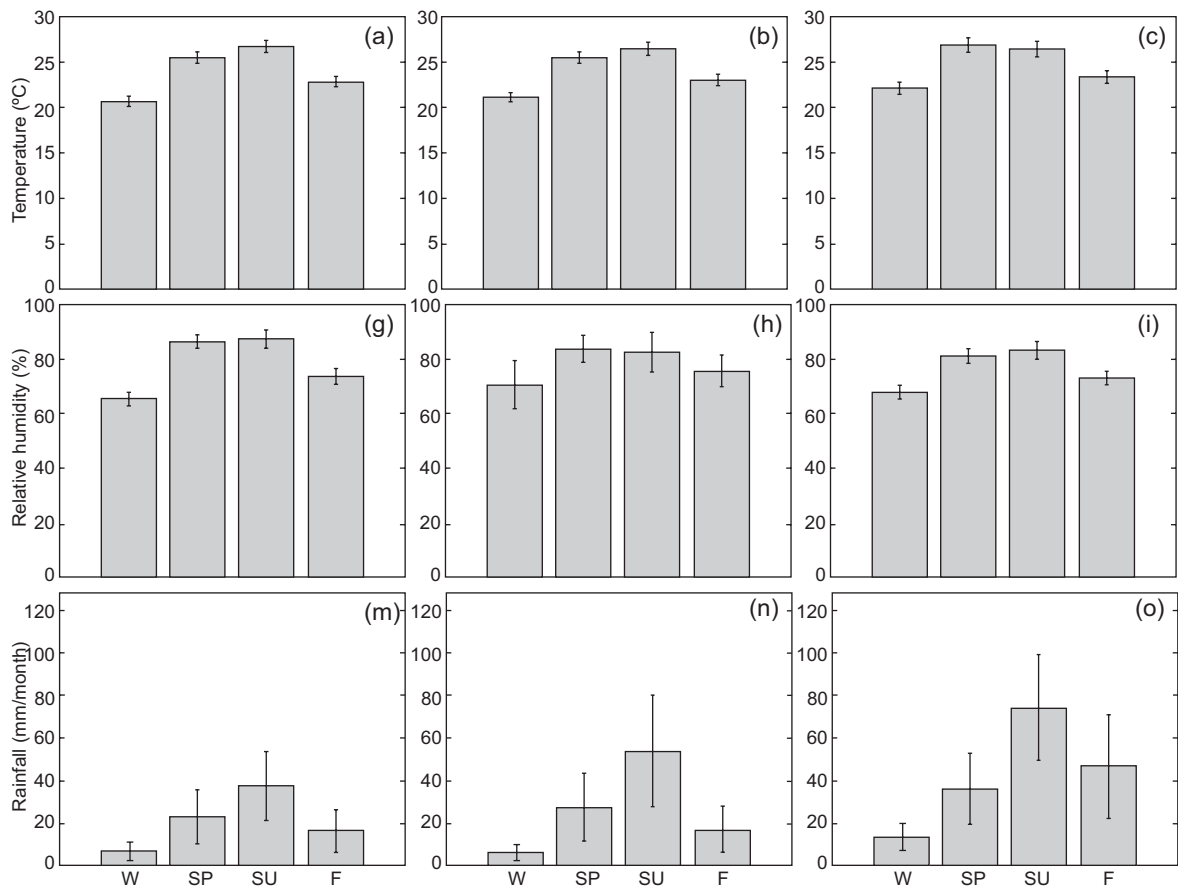 30 (a) 30 (b) 30 (c)
25 25 25
20 20 20
15 15 15
10 10 10
5 5 5
0 0 0
Temperature (ºC)
100 (g) 100 (h) 100 (i)
80 80 80
60 60 60
40 40 40
20 20 20
0 0 0
Relative humidity (%)
120 (m) 120 (n) 120 (o)
100 100 100
80 80 80
60 60 60
40 40 40
20 20 20
0 0 0
Rainfall (mm/month)
W SP SU F W SP SU F W SP SU F